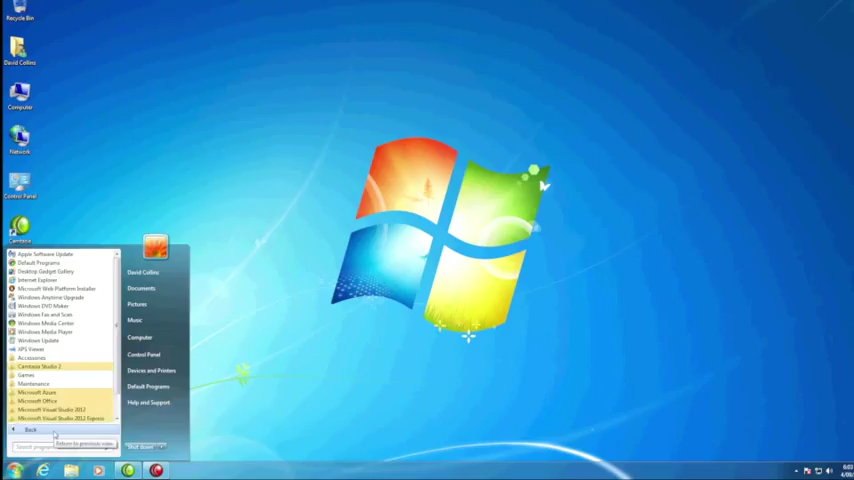 Recycle Bin
David Collins
Computer
Network
Control Panel
Camtasia
Apple Software Update
Default Programs
Desktop Gadget Gallery
Internet Explorer
Microsoft Web Platform Installer
Windows Anytime Upgrade
Windows DVD Maker
Windows Fax and Scan
Windows Media Center
Windows Media Player
Windows Update
XPS Viewer
Accessories
Camtasia Studio 2
Games
Maintenance
Microsoft Azure
Microsoft Office
Microsoft Visual Studio 2012
Microsoft Visual Studio 2012 Express
Back
Search program
Return to previous view
David Collins
Documents
Pictures
Music
Computer
Control Panel
Devices and Printers
Default Programs
Help and Support
Shut down